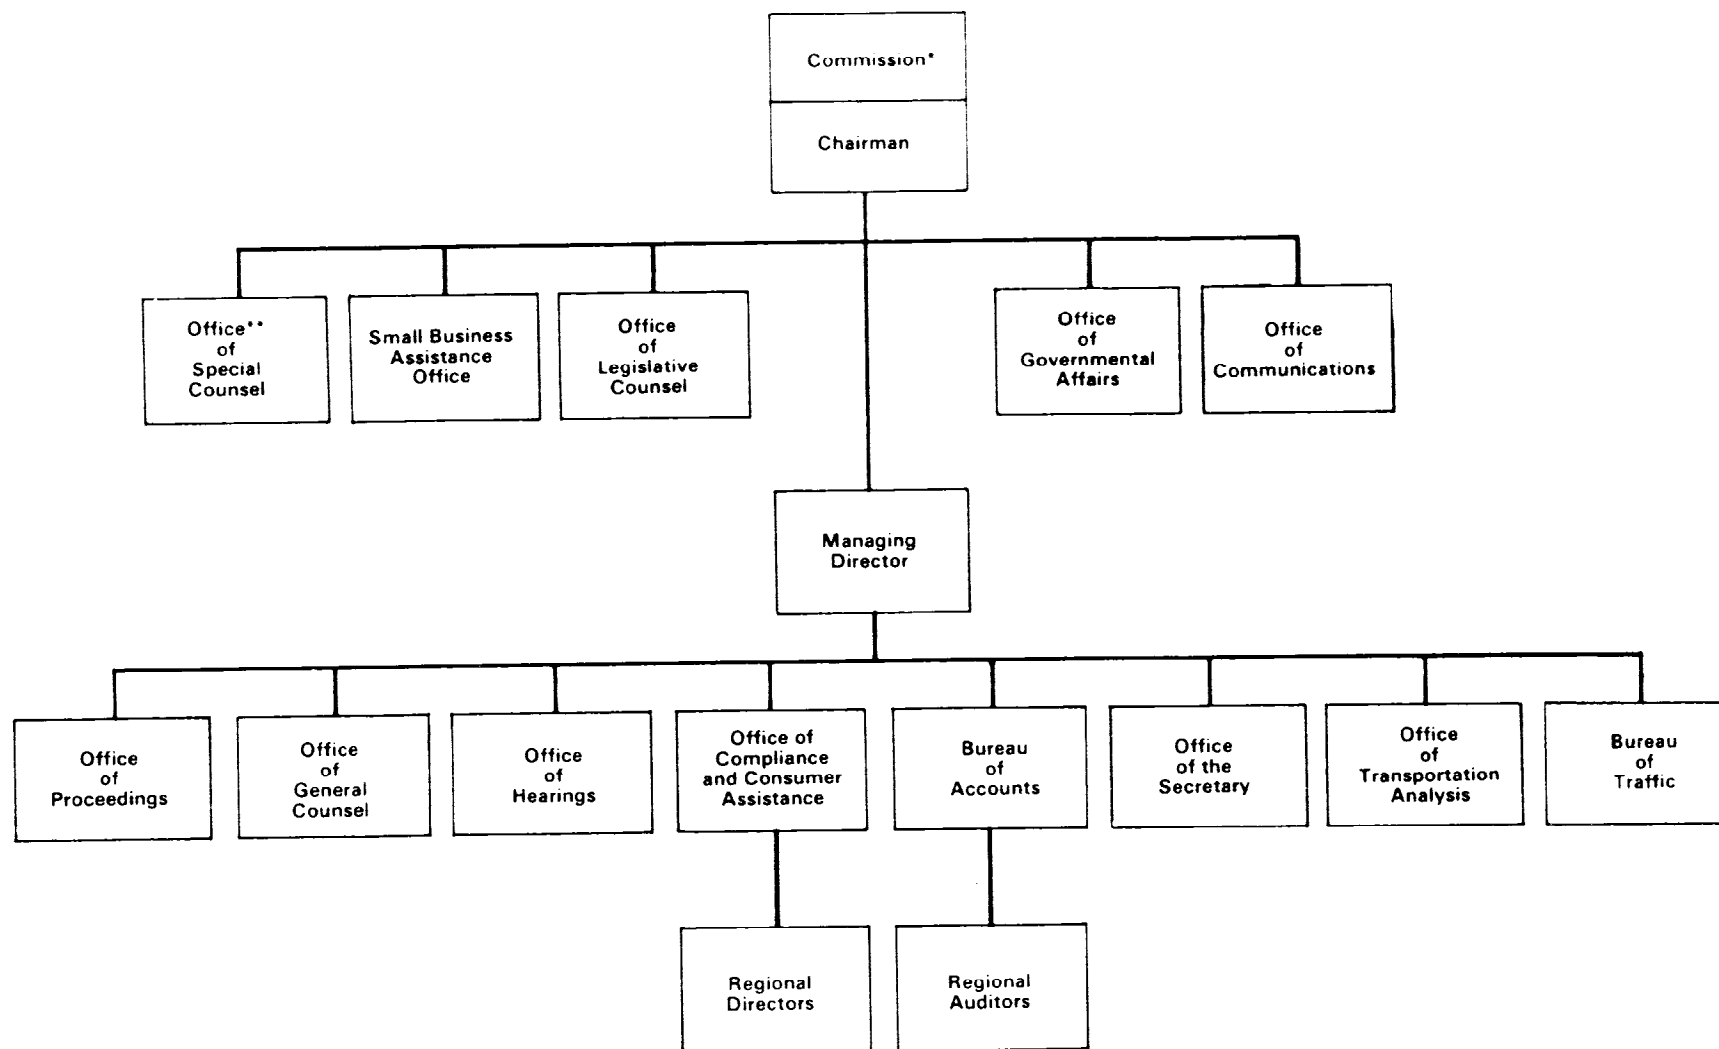 Commission*
Chairman
Office**
of
Special
Counsel
Small Business
Assistance
Office
Office
of
Legislative
Counsel
Office
of
Governmental
Affairs
Office
of
Communications
Managing
Director
Office
of
Proceedings
Office
of
General
Counsel
Office
of
Hearings
Office of
Compliance
and Consumer
Assistance
Bureau
of
Accounts
Office
of the
Secretary
Office
of
Transportation
Analysis
Bureau
of
Traffic
Regional
Directors
Regional
Auditors